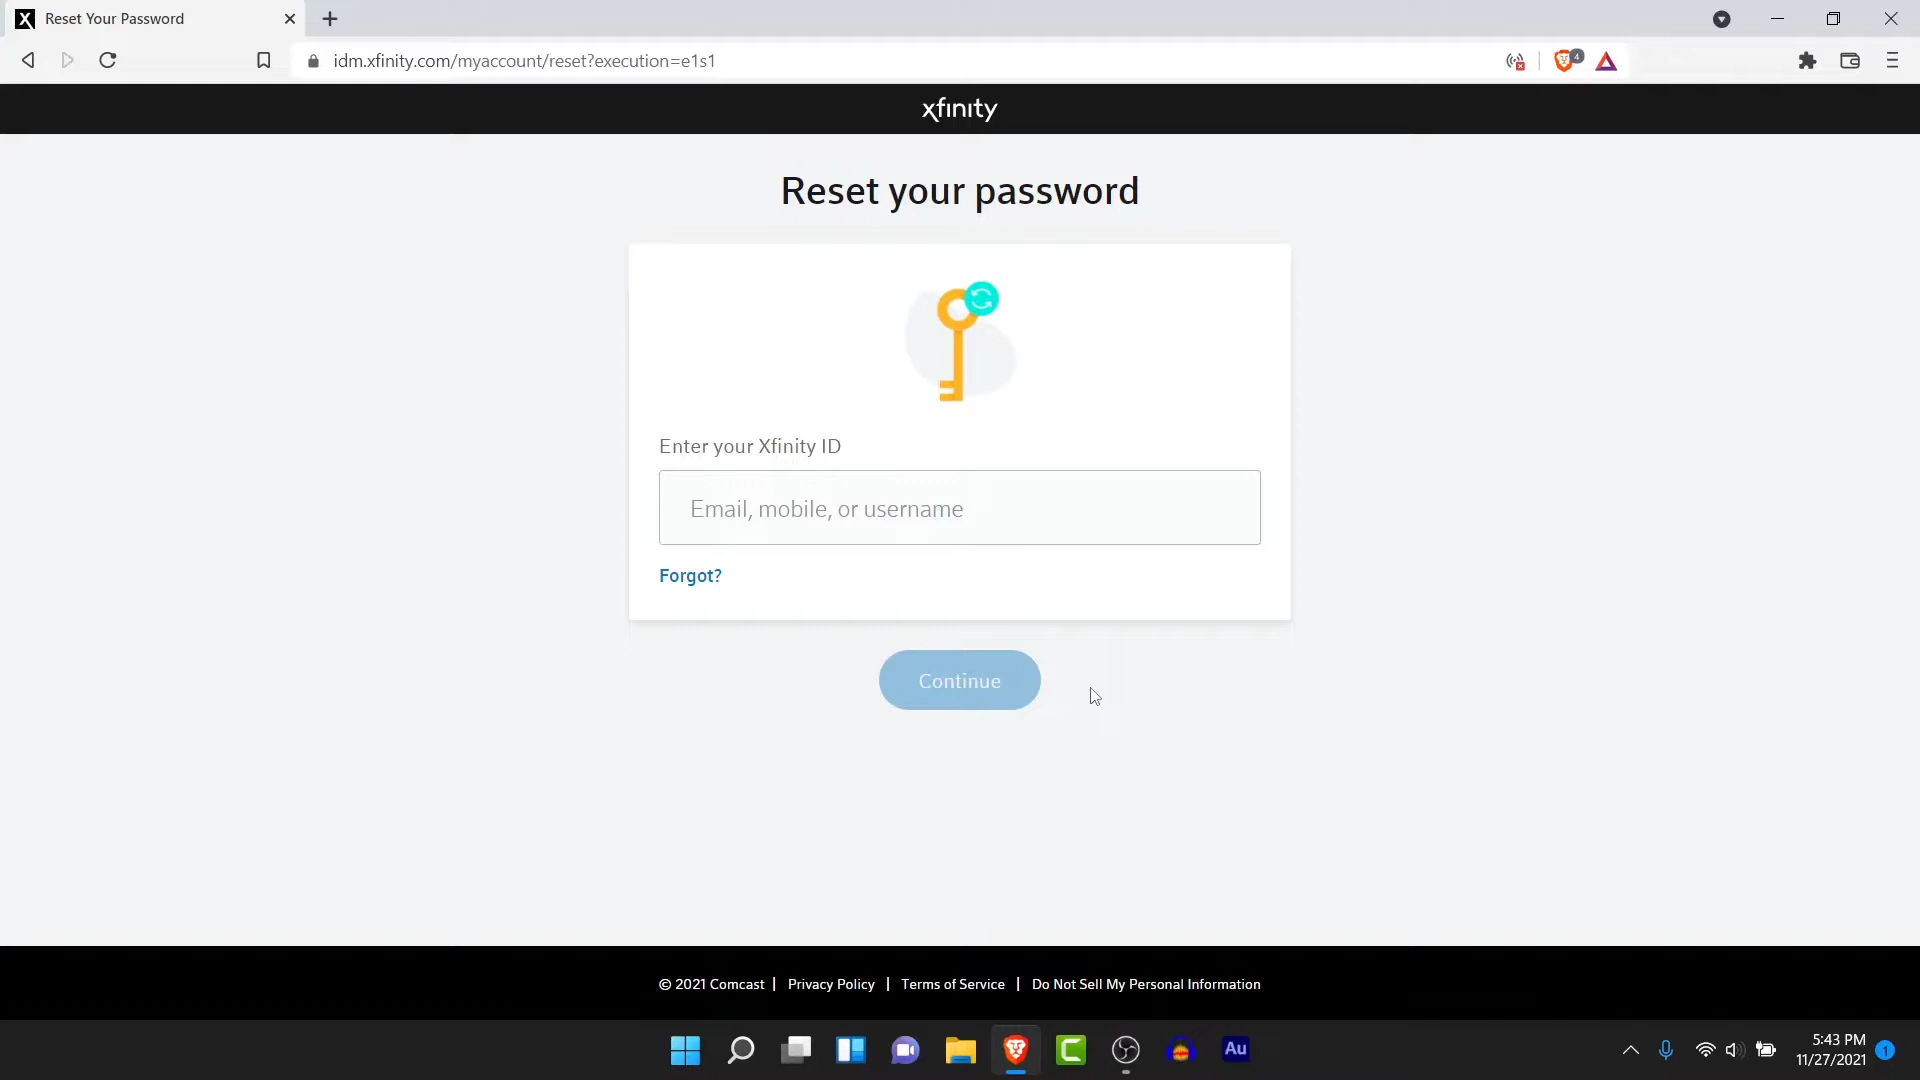 Reset Your Password
idm.xfinity.com/myaccount/reset?execution=e1s1
4
xfinity
Reset your password
Enter your Xfinity ID
Email, mobile, or username
Forgot?
Continue
© 2021 Comcast | Privacy Policy | Terms of Service | Do Not Sell My Personal Information
Au
5:43 PM
11/27/2021
1